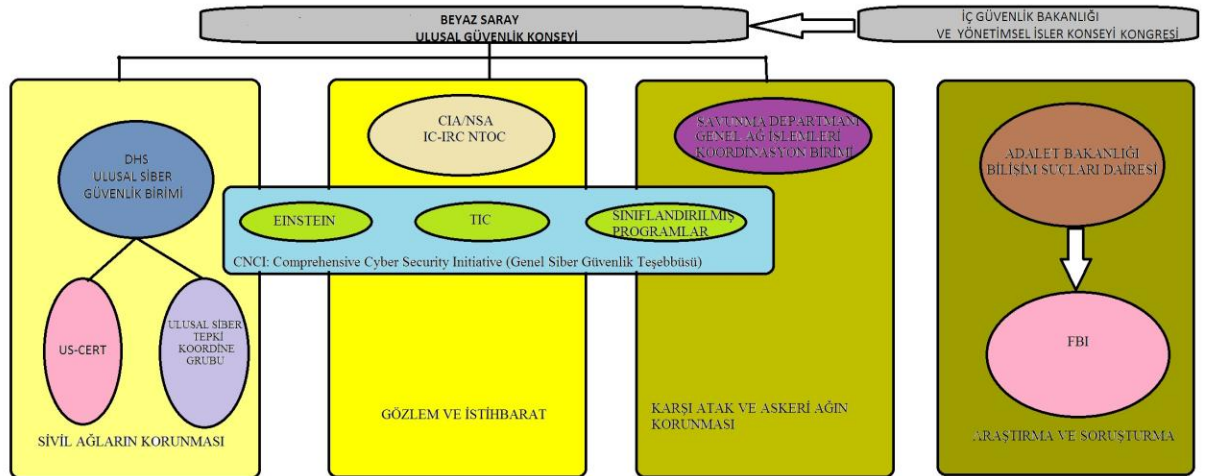 BEYAZ SARAY
ULUSAL GÜVENLİK KONSEYİ
İÇ GÜVENLİK BAKANLIĞI
VE YÖNETİMSEL İSLER KONSEYİ KONGRESİ
DHS
ULUSAL SİBER
GÜVENLİK BIRIMI
CIA/NSA
IC-IRC NTOC
SAVUNMA DEPARTMANI
GENEL AĞ İŞLEMLERİ
KOORDİNASYON BİRİMİ
ADALET BAKANLIĞI
BİLİŞİM SUÇLARI DAİRESİ
EINSTEIN
TIC
SINIFLANDIRILMIŞ
PROGRAMLAR
CNCI: Comprehensive Cyber Security Initiative (Genel Siber Güvenlik Teşebbüsü)
US-CERT
ULUSAL SİBER
TEPKİ
KOORDİNE
GRUBU
FBI
SİVİL AĞLARIN KORUNMASI
GÖZLEM VE İSTİHBARAT
KARŞI ATAK VE ASKERİ AĞIN
KORUNMASI
ARAŞTIRMA VE SORUŞTURMA